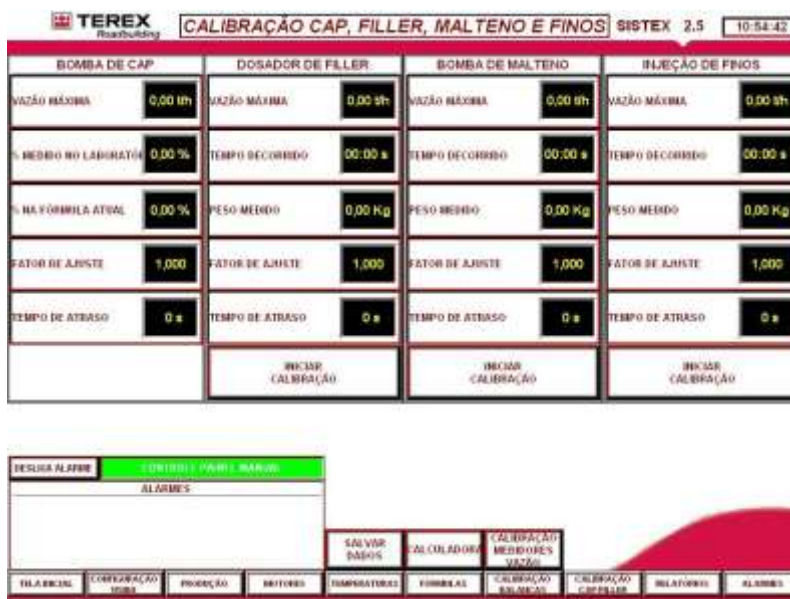 TEREX
Roadbuilding
CALIBRAÇÃO CAP, FILLER, MALTENO E FINOS
SISTEX 2.5
10:54:42
BOMBA DE CAP
DOSADOR DE FILLER
BOMBA DE MALTENO
INJEÇÃO DE FINOS
VAZÃO MÁXIMA 0,00 t/h
VAZÃO MÁXIMA 0,00 t/h
VAZÃO MÁXIMA 0,00 t/h
VAZÃO MÁXIMA 0,00 t/h
% MEDIDO NO LABORATÓ 0,00 %
TEMPO DECORRIDO 00:00 s
TEMPO DECORRIDO 00:00 s
TEMPO DECORRIDO 00:00 s
% NA FÓRMULA ATUAL 0,00 %
PESO MEDIDO 0,00 Kg
PESO MEDIDO 0,00 Kg
PESO MEDIDO 0,00 Kg
FATOR DE AJUSTE 1,000
FATOR DE AJUSTE 1,000
FATOR DE AJUSTE 1,000
FATOR DE AJUSTE 1,000
TEMPO DE ATRASO 0 s
TEMPO DE ATRASO 0 s
TEMPO DE ATRASO 0 s
TEMPO DE ATRASO 0 s
INICIAR
CALIBRAÇÃO
INICIAR
CALIBRAÇÃO
INICIAR
CALIBRAÇÃO
DESLIGA ALARME
CONTROLE PAINEL MANUAL
ALARMES
SALVAR
DADOS
CALCULADORA
CALIBRAÇÃO
MEDIDORES
VAZÃO
TELA INICIAL
CONFIGURAÇÃO
USINA
PRODUÇÃO
MOTORES
TEMPERATURAS
FÓRMULAS
CALIBRAÇÃO
BALANÇAS
CALIBRAÇÃO
CAP/FILLER
RELATÓRIOS
ALARMES